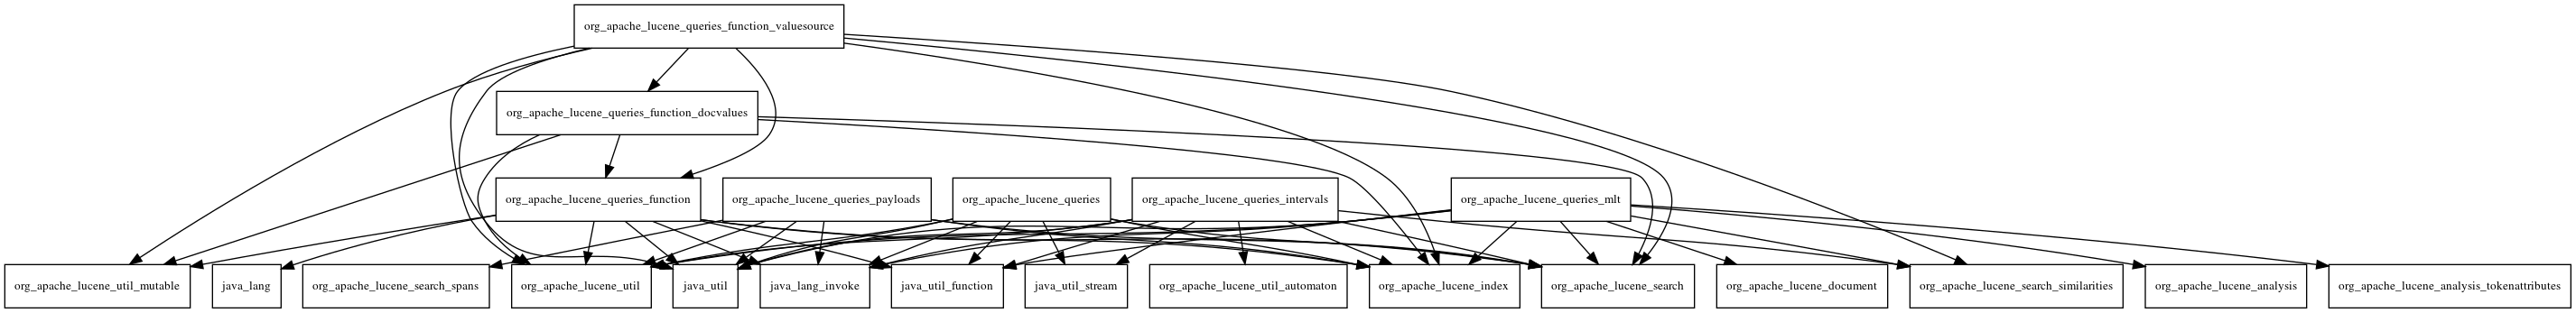 org_apache_lucene_queries_function_valuesource
org_apache_lucene_queries_function_docvalues
org_apache_lucene_queries_function
org_apache_lucene_queries_payloads
org_apache_lucene_queries
org_apache_lucene_queries_intervals
org_apache_lucene_queries_mlt
org_apache_lucene_util_mutable
java_lang
org_apache_lucene_search_spans
org_apache_lucene_util
java_util
java_lang_invoke
java_util_function
java_util_stream
org_apache_lucene_util_automaton
org_apache_lucene_index
org_apache_lucene_search
org_apache_lucene_document
org_apache_lucene_search_similarities
org_apache_lucene_analysis
org_apache_lucene_analysis_tokenattributes